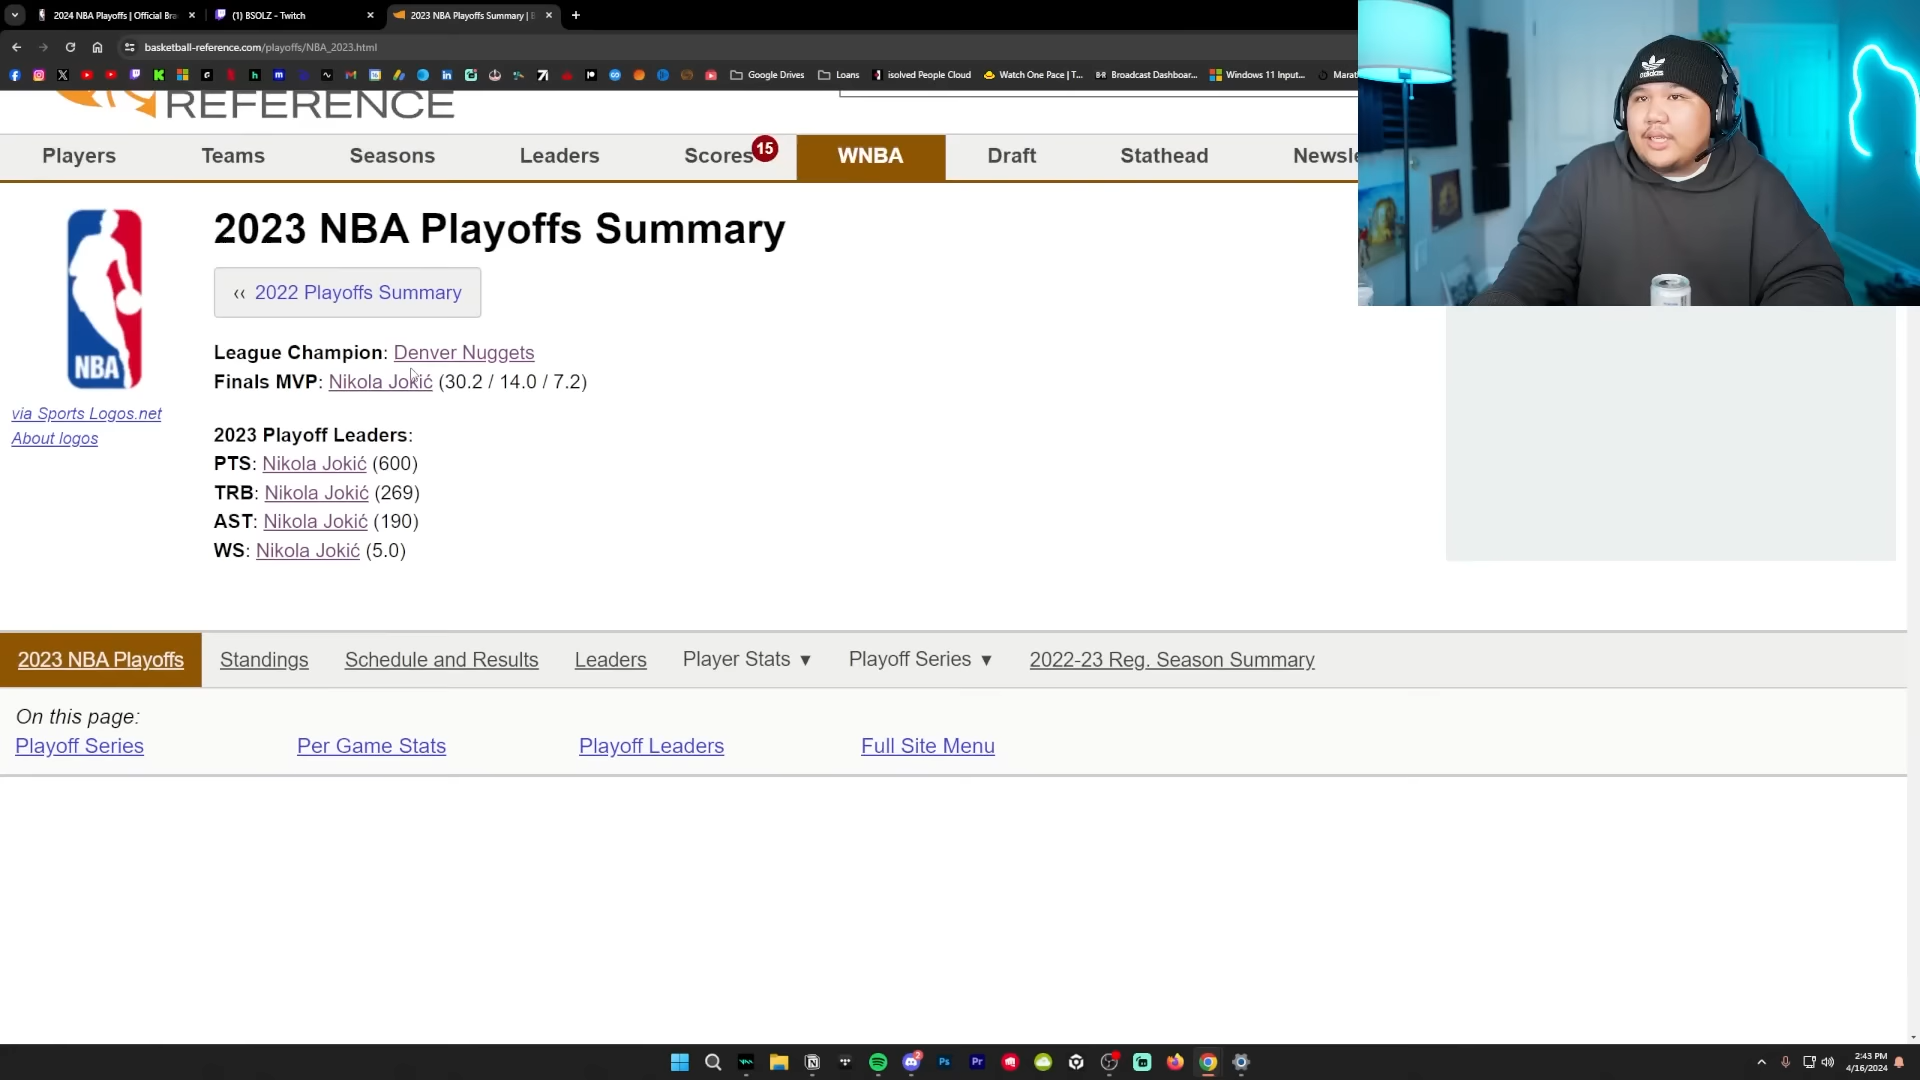 2024 NBA Playoffs | Official Bra
(1) BSOLZ - Twitch
2023 NBA Playoffs Summary |
basketball-reference.com/playoffs/NBA_2023.html
Google Drives
Loans
isolved People Cloud
Watch One Pace | T...
Broadcast Dashboar...
Windows 11 Input...
Marat
REFERENCE
Players
Teams
Seasons
Leaders
Scores
15
WNBA
Draft
Stathead
Newsle
adidas
NBA
via Sports Logos.net
About logos
2023 NBA Playoffs Summary
‹‹ 2022 Playoffs Summary
League Champion: Denver Nuggets
Finals MVP: Nikola Jokić (30.2 / 14.0 / 7.2)
2023 Playoff Leaders:
PTS: Nikola Jokić (600)
TRB: Nikola Jokić (269)
AST: Nikola Jokić (190)
WS: Nikola Jokić (5.0)
2023 NBA Playoffs
Standings
Schedule and Results
Leaders
Player Stats ▼
Playoff Series ▼
2022-23 Reg. Season Summary
On this page:
Playoff Series
Per Game Stats
Playoff Leaders
Full Site Menu
Ps
Pr
2:43 PM
4/16/2024